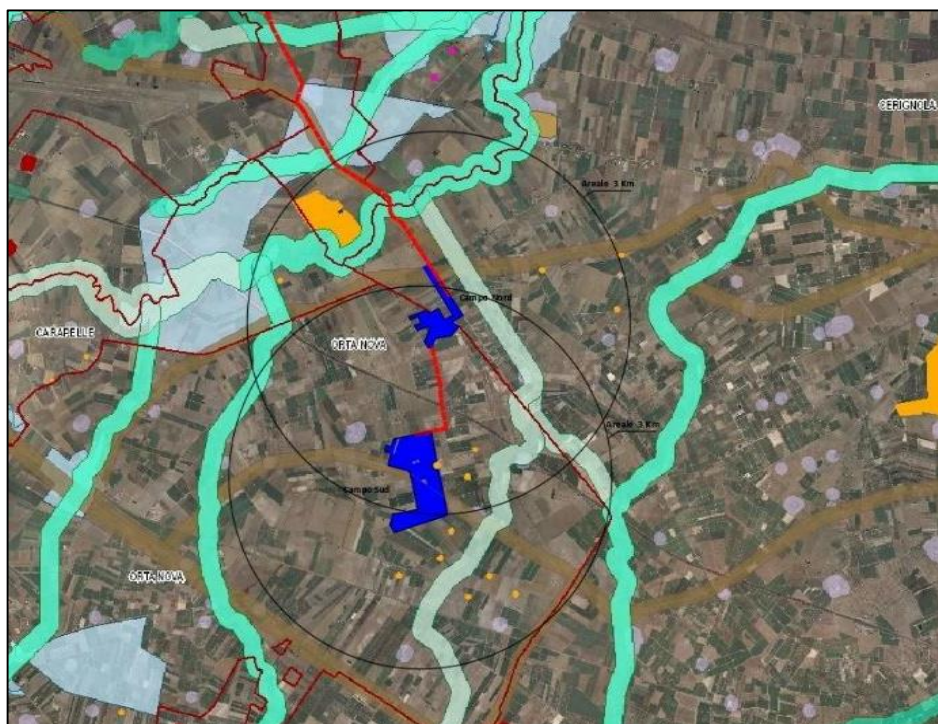 CERIGNOLA
Areale 3 Km
Campo Nord
CARAPELLE
ORTA NOVA
Areale 3 Km
Campo Sud
ORTA NOVA